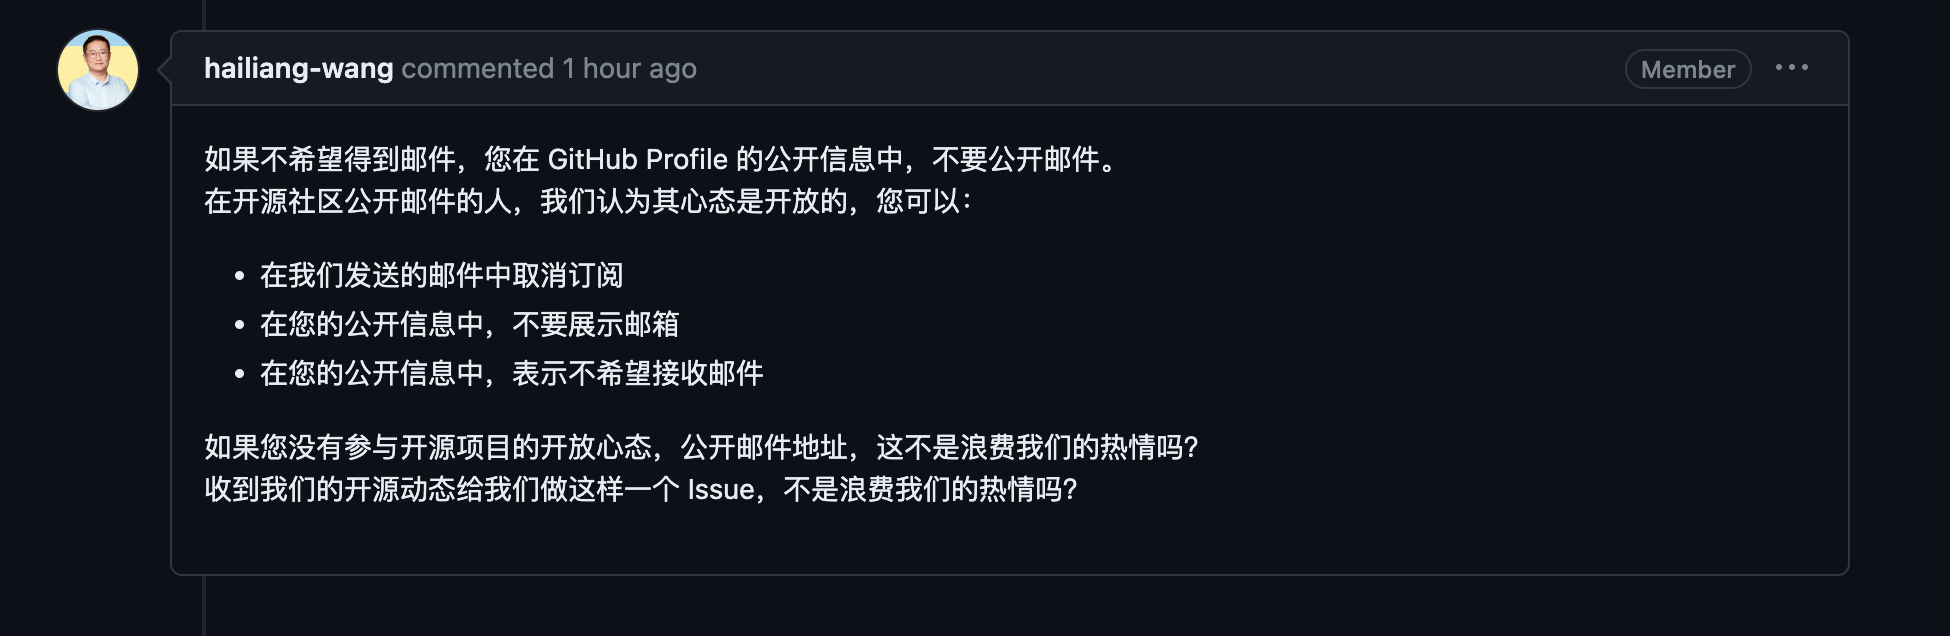 hailiang-wang commented 1 hour ago
Member
如果不希望得到邮件，您在 GitHub Profile 的公开信息中，不要公开邮件。
在开源社区公开邮件的人，我们认为其心态是开放的，您可以：
• 在我们发送的邮件中取消订阅
• 在您的公开信息中，不要展示邮箱
• 在您的公开信息中，表示不希望接收邮件
如果您没有参与开源项目的开放心态，公开邮件地址，这不是浪费我们的热情吗?
收到我们的开源动态给我们做这样一个 Issue，不是浪费我们的热情吗?